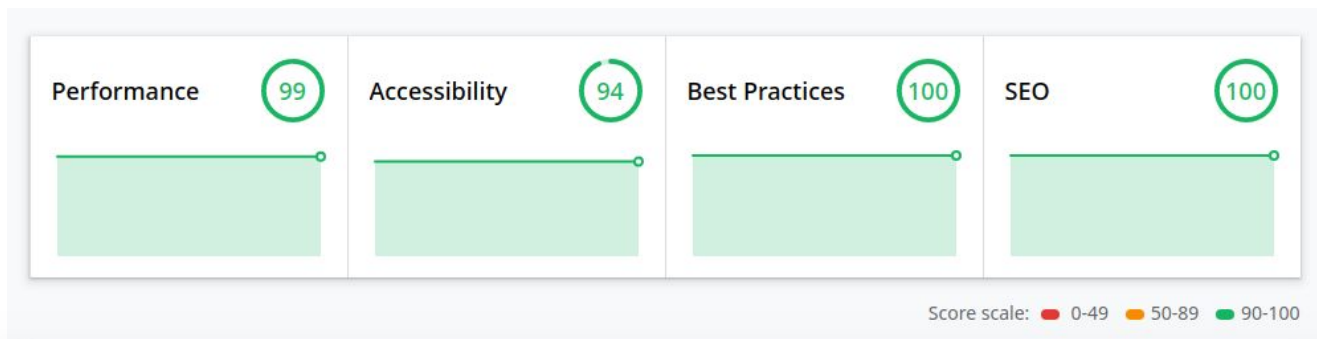 Performance 99
Accessibility 94
Best Practices 100
SEO 100
Score scale: 0-49 50-89 90-100